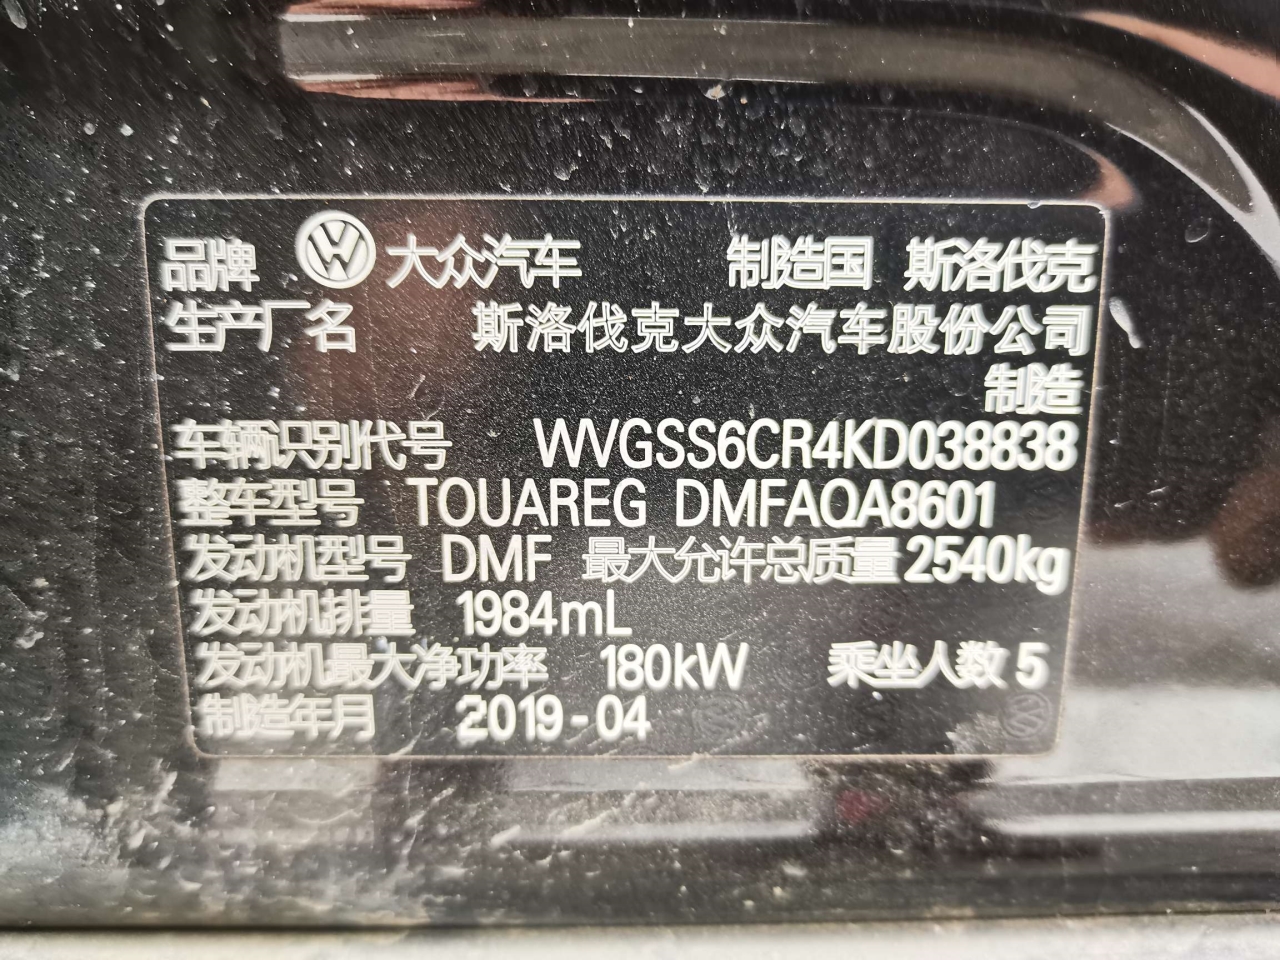 品牌 大众汽车 制造国 斯洛伐克
生产厂名 斯洛伐克大众汽车股份公司
制造
车辆识别代号 WVGSS6CR4KD038838
整车型号 TOUAREG DMFAQA8601
发动机型号 DMF 最大允许总质量 2540kg
发动机排量 1984mL
发动机最大净功率 180kW 乘坐人数 5
制造年月 2019-04